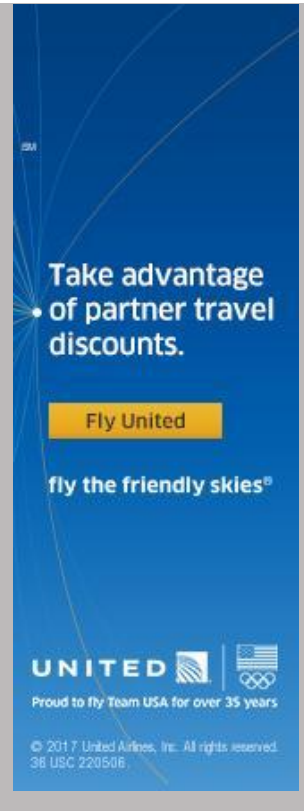 SM
Take advantage
of partner travel
discounts.
Fly United
fly the friendly skies®
UNITED
Proud to fly Team USA for over 35 years
© 2017 United Airlines, Inc. All rights reserved.
36 USC 220506.